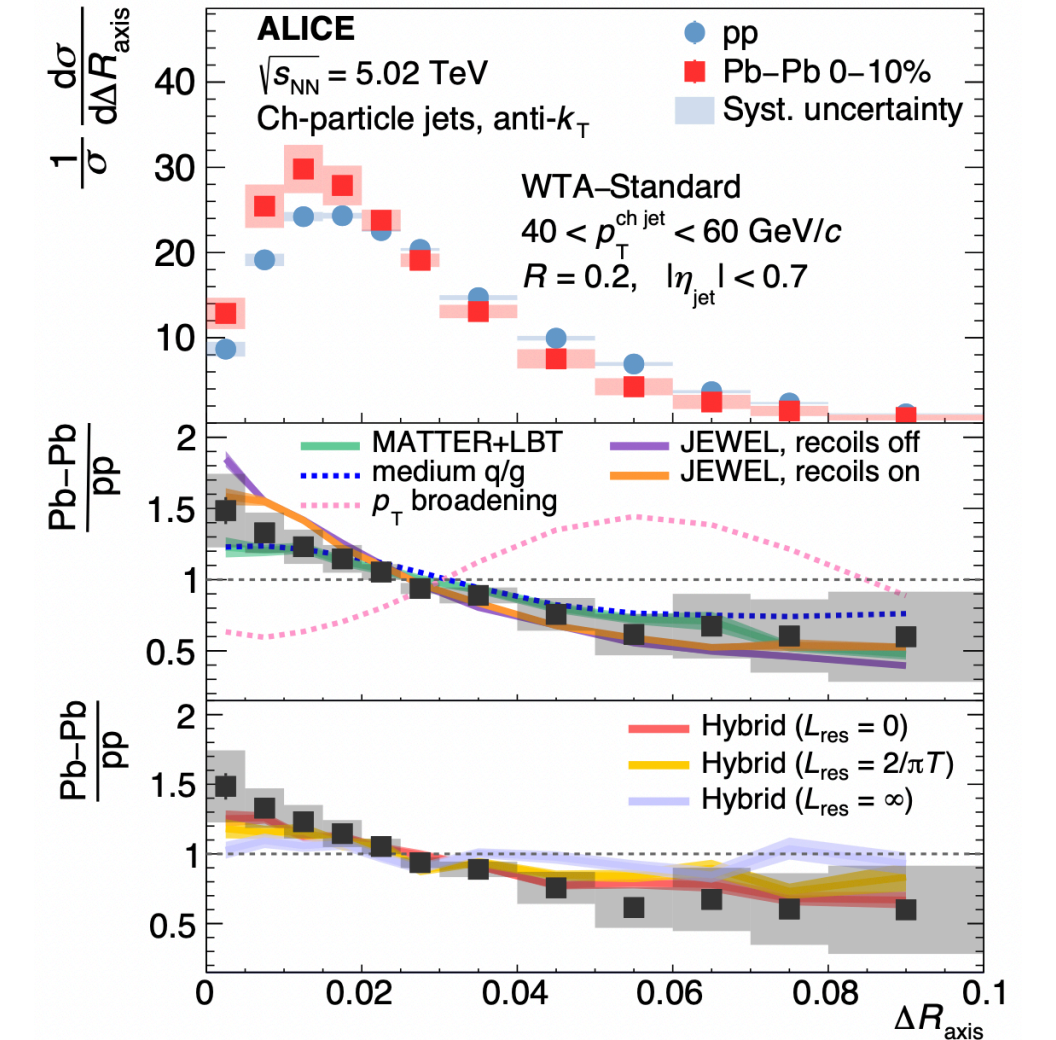 1/σ dσ/dΔR_axis
ALICE
√s_NN = 5.02 TeV
Ch-particle jets, anti-k_T
pp
Pb–Pb 0–10%
Syst. uncertainty
WTA–Standard
40 < p_T^ch jet < 60 GeV/c
R = 0.2, |η_jet| < 0.7
40
30
20
10
Pb–Pb/pp
MATTER+LBT
medium q/g
p_T broadening
JEWEL, recoils off
JEWEL, recoils on
2
1.5
1
0.5
Pb–Pb/pp
Hybrid (L_res = 0)
Hybrid (L_res = 2/πT)
Hybrid (L_res = ∞)
2
1.5
1
0.5
0 0.02 0.04 0.06 0.08 0.1
ΔR_axis